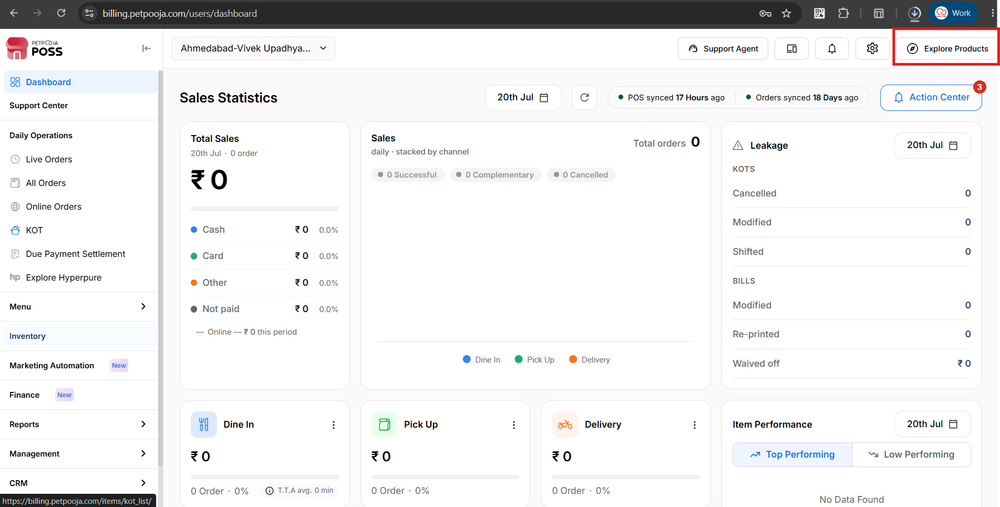 billing.petpooja.com/users/dashboard
Work
PETPOOJA
POSS
Ahmedabad-Vivek Upadhya...
Support Agent
Explore Products
Dashboard
Support Center
Daily Operations
Live Orders
All Orders
Online Orders
KOT
Due Payment Settlement
hp Explore Hyperpure
Menu
Inventory
Marketing Automation New
Finance New
Reports
Management
CRM
https://billing.petpooja.com/items/kot_list/
Sales Statistics
20th Jul
POS synced 17 Hours ago
Orders synced 18 Days ago
Action Center
3
Total Sales
20th Jul · 0 order
₹ 0
Cash ₹ 0 0.0%
Card ₹ 0 0.0%
Other ₹ 0 0.0%
Not paid ₹ 0 0.0%
— Online — ₹ 0 this period
Sales
daily · stacked by channel
Total orders 0
0 Successful
0 Complementary
0 Cancelled
Dine In
Pick Up
Delivery
Leakage
20th Jul
KOTS
Cancelled 0
Modified 0
Shifted 0
BILLS
Modified 0
Re-printed 0
Waived off ₹ 0
Dine In
₹ 0
0 Order · 0%
T.T.A avg. 0 min
Pick Up
₹ 0
0 Order · 0%
Delivery
₹ 0
0 Order · 0%
Item Performance
20th Jul
Top Performing
Low Performing
No Data Found